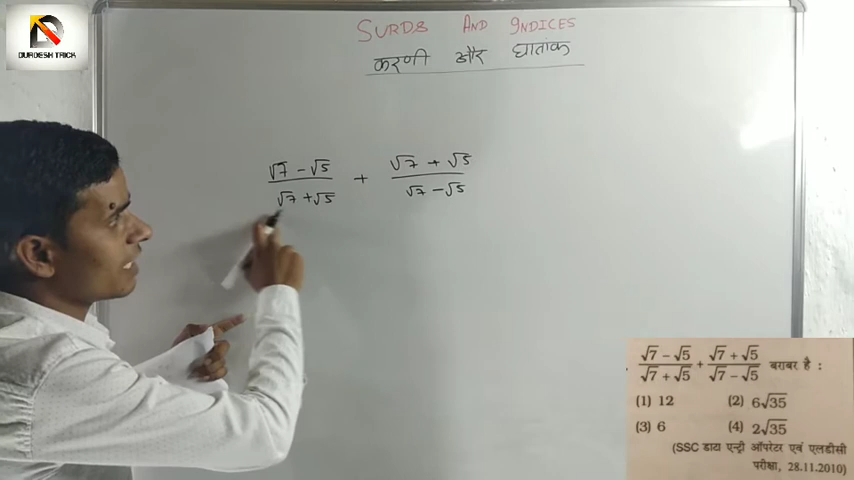 DURGESH TRICK
SURDS AND INDICES
करणी और घातांक
√7 - √5 / √7 + √5 + √7 + √5 / √7 - √5
√7 - √5 / √7 + √5 + √7 + √5 / √7 - √5 बराबर है :
(1) 12 (2) 6√35
(3) 6 (4) 2√35
(SSC डाटा एन्ट्री ऑपरेटर एवं एलडीसी
परीक्षा, 28.11.2010)